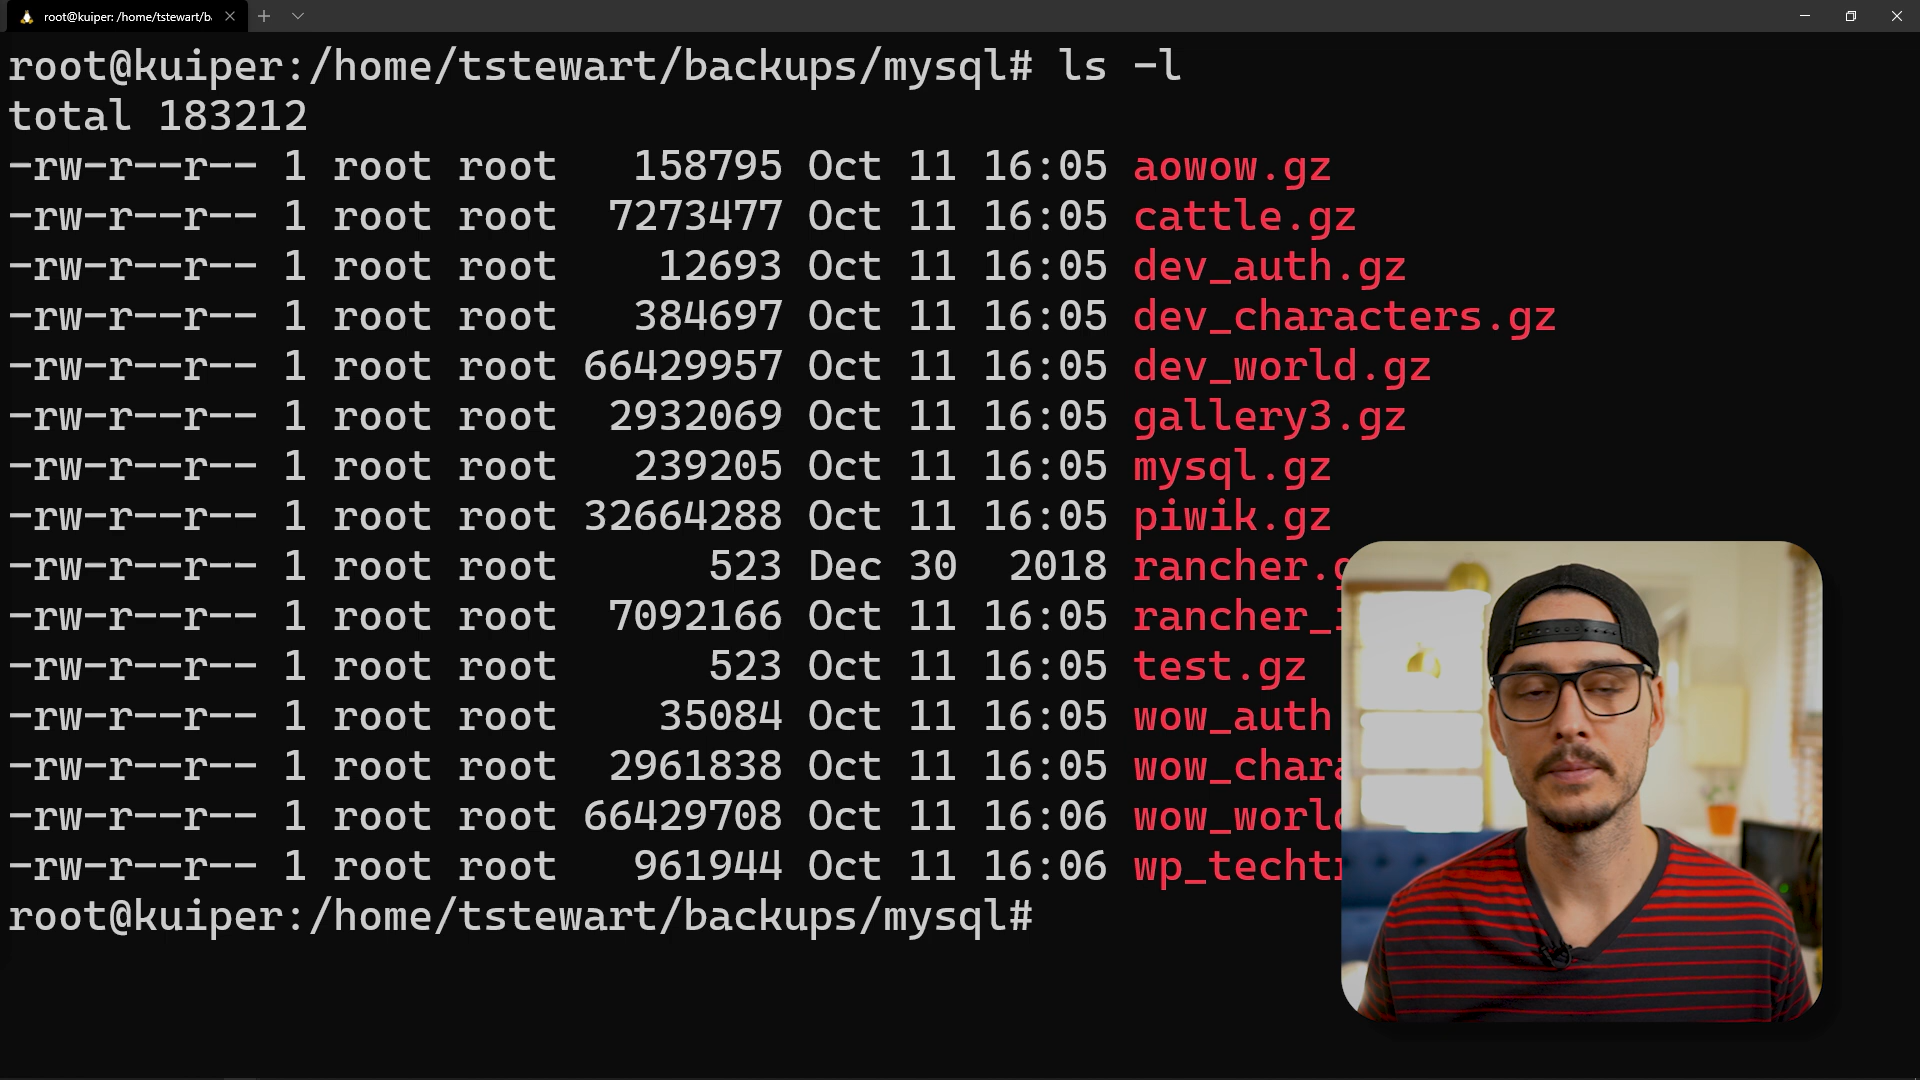 root@kuiper: /home/tstewart/b
root@kuiper:/home/tstewart/backups/mysql# ls -l
total 183212
-rw-r--r-- 1 root root 158795 Oct 11 16:05 aowow.gz
-rw-r--r-- 1 root root 7273477 Oct 11 16:05 cattle.gz
-rw-r--r-- 1 root root 12693 Oct 11 16:05 dev_auth.gz
-rw-r--r-- 1 root root 384697 Oct 11 16:05 dev_characters.gz
-rw-r--r-- 1 root root 66429957 Oct 11 16:05 dev_world.gz
-rw-r--r-- 1 root root 2932069 Oct 11 16:05 gallery3.gz
-rw-r--r-- 1 root root 239205 Oct 11 16:05 mysql.gz
-rw-r--r-- 1 root root 32664288 Oct 11 16:05 piwik.gz
-rw-r--r-- 1 root root 523 Dec 30 2018 rancher.g
-rw-r--r-- 1 root root 7092166 Oct 11 16:05 rancher_
-rw-r--r-- 1 root root 523 Oct 11 16:05 test.gz
-rw-r--r-- 1 root root 35084 Oct 11 16:05 wow_auth
-rw-r--r-- 1 root root 2961838 Oct 11 16:05 wow_chara
-rw-r--r-- 1 root root 66429708 Oct 11 16:06 wow_world
-rw-r--r-- 1 root root 961944 Oct 11 16:06 wp_techt
root@kuiper:/home/tstewart/backups/mysql#